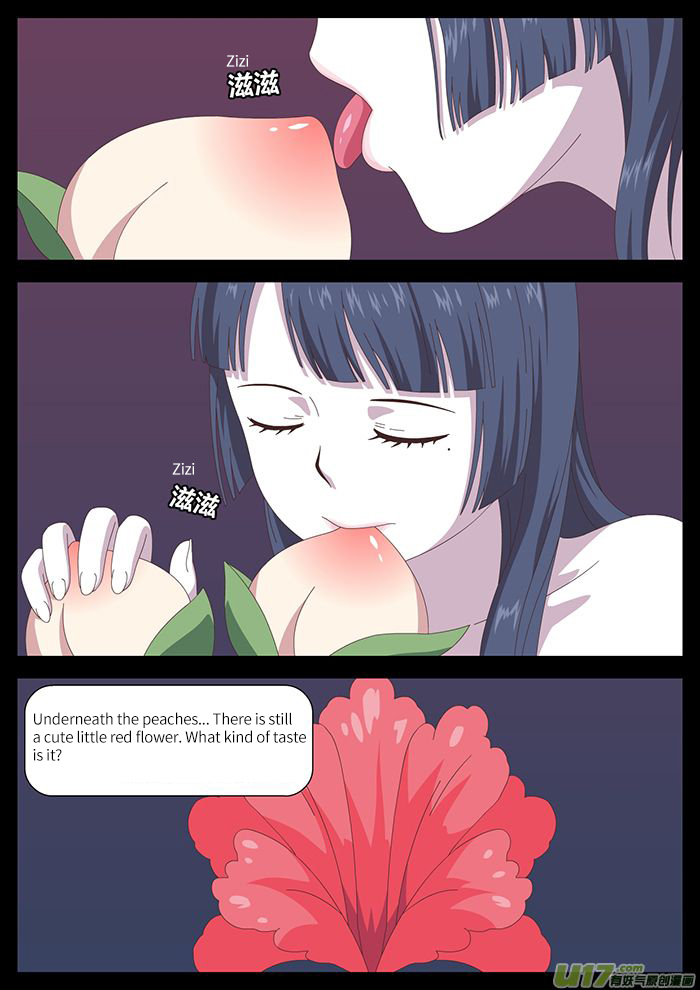 Zizi
滋滋
Zizi
滋滋
Underneath the peaches... There is still
a cute little red flower. What kind of taste
is it?
U17.com
有妖气原创漫画